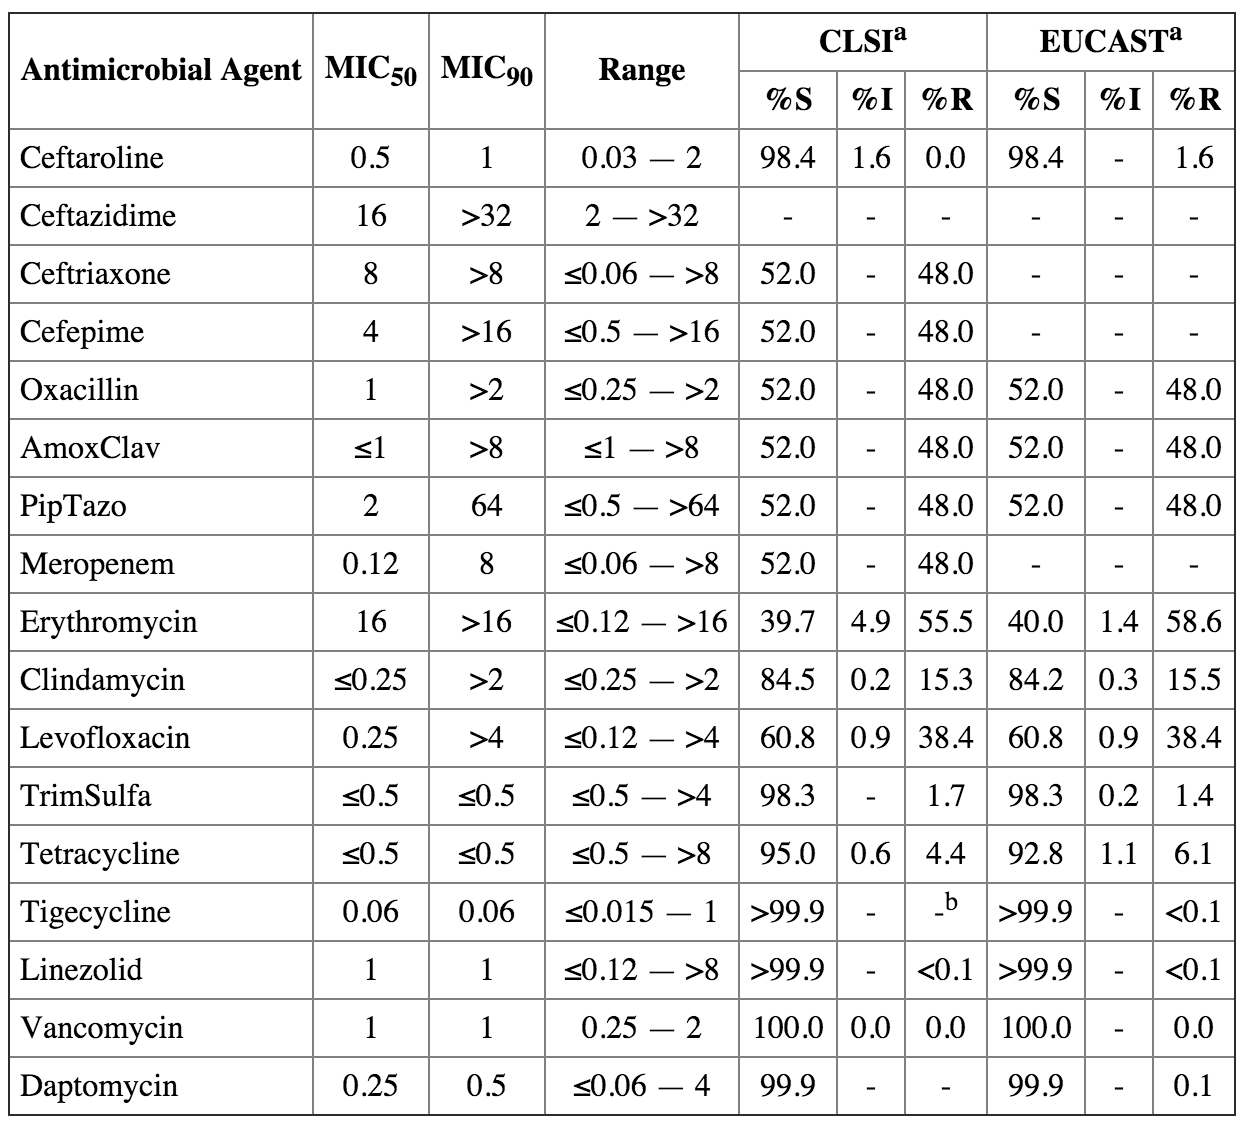 Antimicrobial Agent MIC50 MIC90 Range CLSIa EUCASTa
%S %I %R %S %I %R
Ceftaroline 0.5 1 0.03 — 2 98.4 1.6 0.0 98.4 - 1.6
Ceftazidime 16 >32 2 — >32 - - - - - -
Ceftriaxone 8 >8 ≤0.06 — >8 52.0 - 48.0 - - -
Cefepime 4 >16 ≤0.5 — >16 52.0 - 48.0 - - -
Oxacillin 1 >2 ≤0.25 — >2 52.0 - 48.0 52.0 - 48.0
AmoxClav ≤1 >8 ≤1 — >8 52.0 - 48.0 52.0 - 48.0
PipTazo 2 64 ≤0.5 — >64 52.0 - 48.0 52.0 - 48.0
Meropenem 0.12 8 ≤0.06 — >8 52.0 - 48.0 - - -
Erythromycin 16 >16 ≤0.12 — >16 39.7 4.9 55.5 40.0 1.4 58.6
Clindamycin ≤0.25 >2 ≤0.25 — >2 84.5 0.2 15.3 84.2 0.3 15.5
Levofloxacin 0.25 >4 ≤0.12 — >4 60.8 0.9 38.4 60.8 0.9 38.4
TrimSulfa ≤0.5 ≤0.5 ≤0.5 — >4 98.3 - 1.7 98.3 0.2 1.4
Tetracycline ≤0.5 ≤0.5 ≤0.5 — >8 95.0 0.6 4.4 92.8 1.1 6.1
Tigecycline 0.06 0.06 ≤0.015 — 1 >99.9 - -b >99.9 - <0.1
Linezolid 1 1 ≤0.12 — >8 >99.9 - <0.1 >99.9 - <0.1
Vancomycin 1 1 0.25 — 2 100.0 0.0 0.0 100.0 - 0.0
Daptomycin 0.25 0.5 ≤0.06 — 4 99.9 - - 99.9 - 0.1